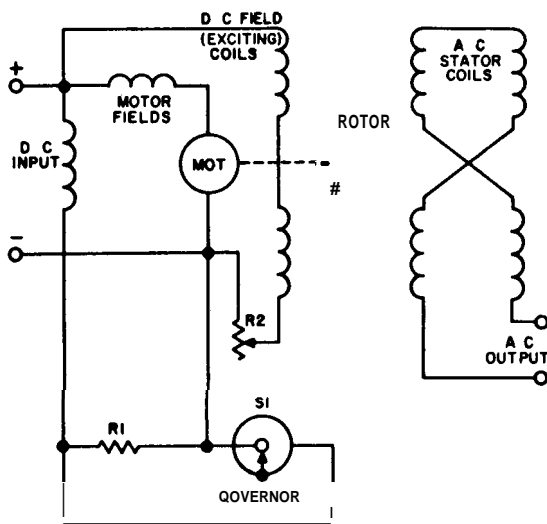 D C FIELD
(EXCITING)
COILS
+
MOTOR
FIELDS
D C
INPUT
MOT
ROTOR
#
A C
STATOR
COILS
−
R2
A C
OUTPUT
R1
S1
QOVERNOR